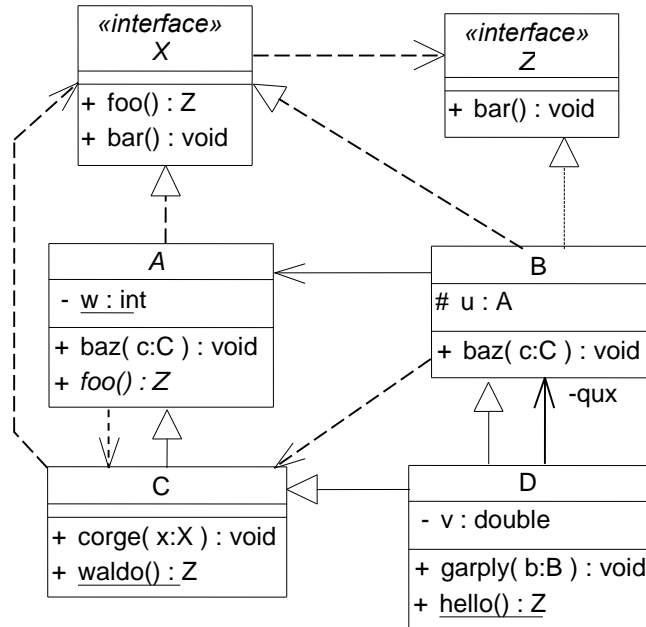 «interface»
X
+ foo() : Z
+ bar() : void
«interface»
Z
+ bar() : void
A
- w : int
+ baz( c:C ) : void
+ foo() : Z
B
# u : A
+ baz( c:C ) : void
-qux
C
+ corge( x:X ) : void
+ waldo() : Z
D
- v : double
+ garply( b:B ) : void
+ hello() : Z